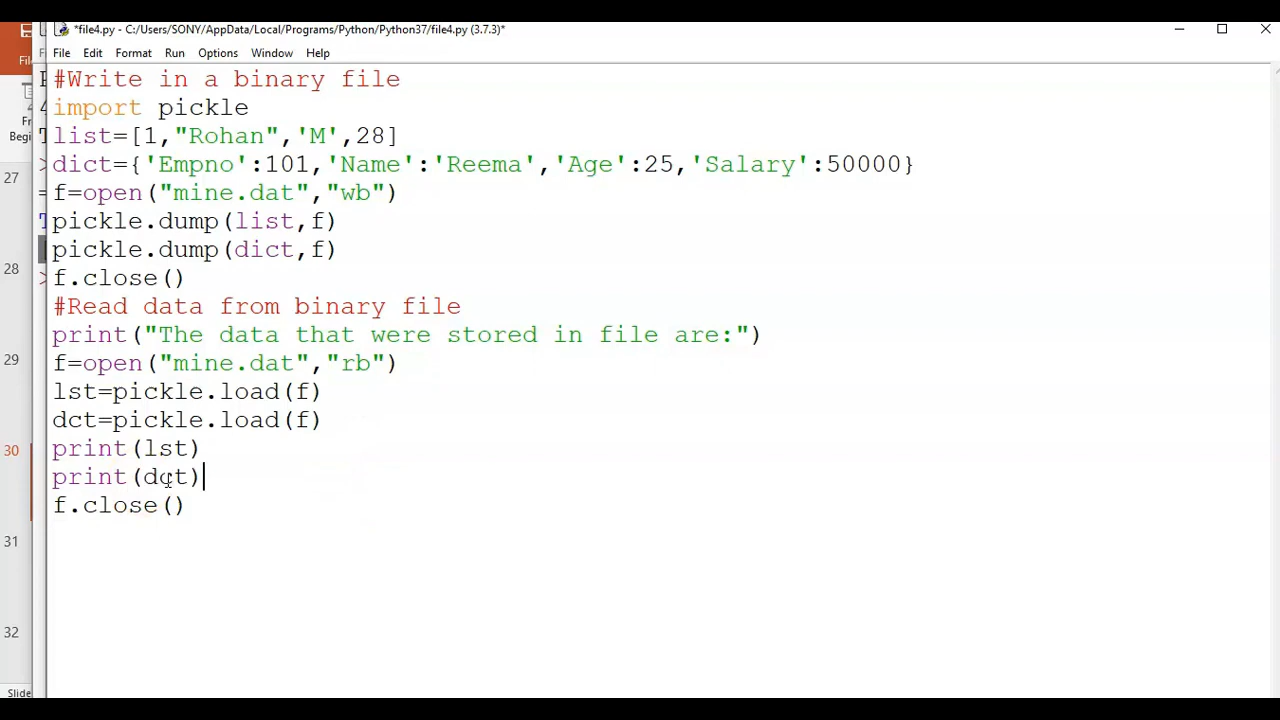 *file4.py - C:/Users/SONY/AppData/Local/Programs/Python/Python37/file4.py (3.7.3)*
File Edit Format Run Options Window Help
#Write in a binary file
import pickle
list=[1,"Rohan",'M',28]
dict={'Empno':101,'Name':'Reema','Age':25,'Salary':50000}
f=open("mine.dat","wb")
pickle.dump(list,f)
pickle.dump(dict,f)
f.close()
#Read data from binary file
print("The data that were stored in file are:")
f=open("mine.dat","rb")
lst=pickle.load(f)
dct=pickle.load(f)
print(lst)
print(dct)
f.close()
27
28
29
30
31
32
Slide